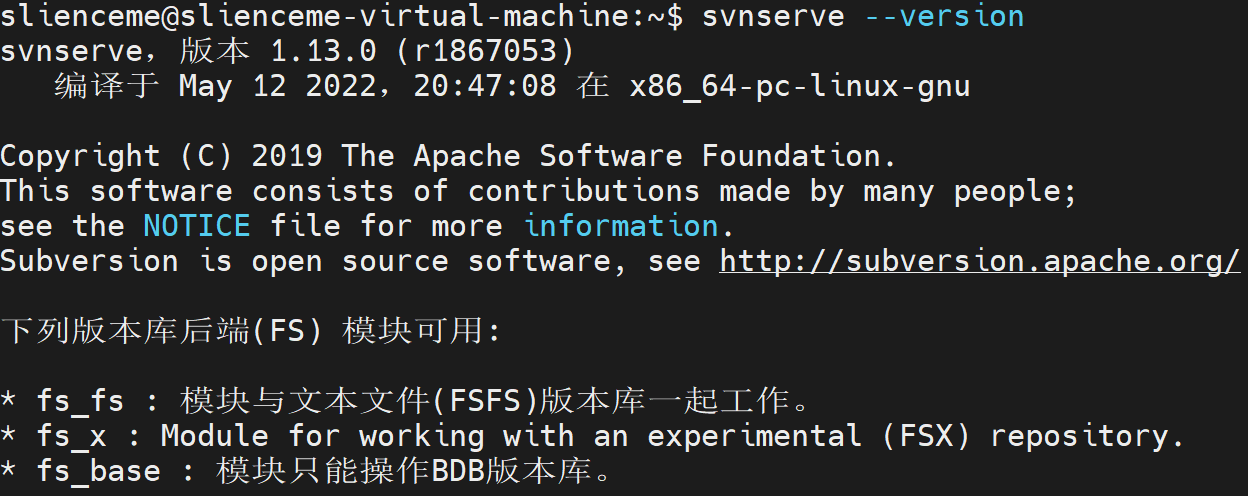 slienceme@slienceme-virtual-machine:~$ svnserve --version
svnserve，版本 1.13.0 (r1867053)
   编译于 May 12 2022，20:47:08 在 x86_64-pc-linux-gnu
Copyright (C) 2019 The Apache Software Foundation.
This software consists of contributions made by many people;
see the NOTICE file for more information.
Subversion is open source software, see http://subversion.apache.org/
下列版本库后端(FS) 模块可用:
* fs_fs : 模块与文本文件(FSFS)版本库一起工作。
* fs_x : Module for working with an experimental (FSX) repository.
* fs_base : 模块只能操作BDB版本库。